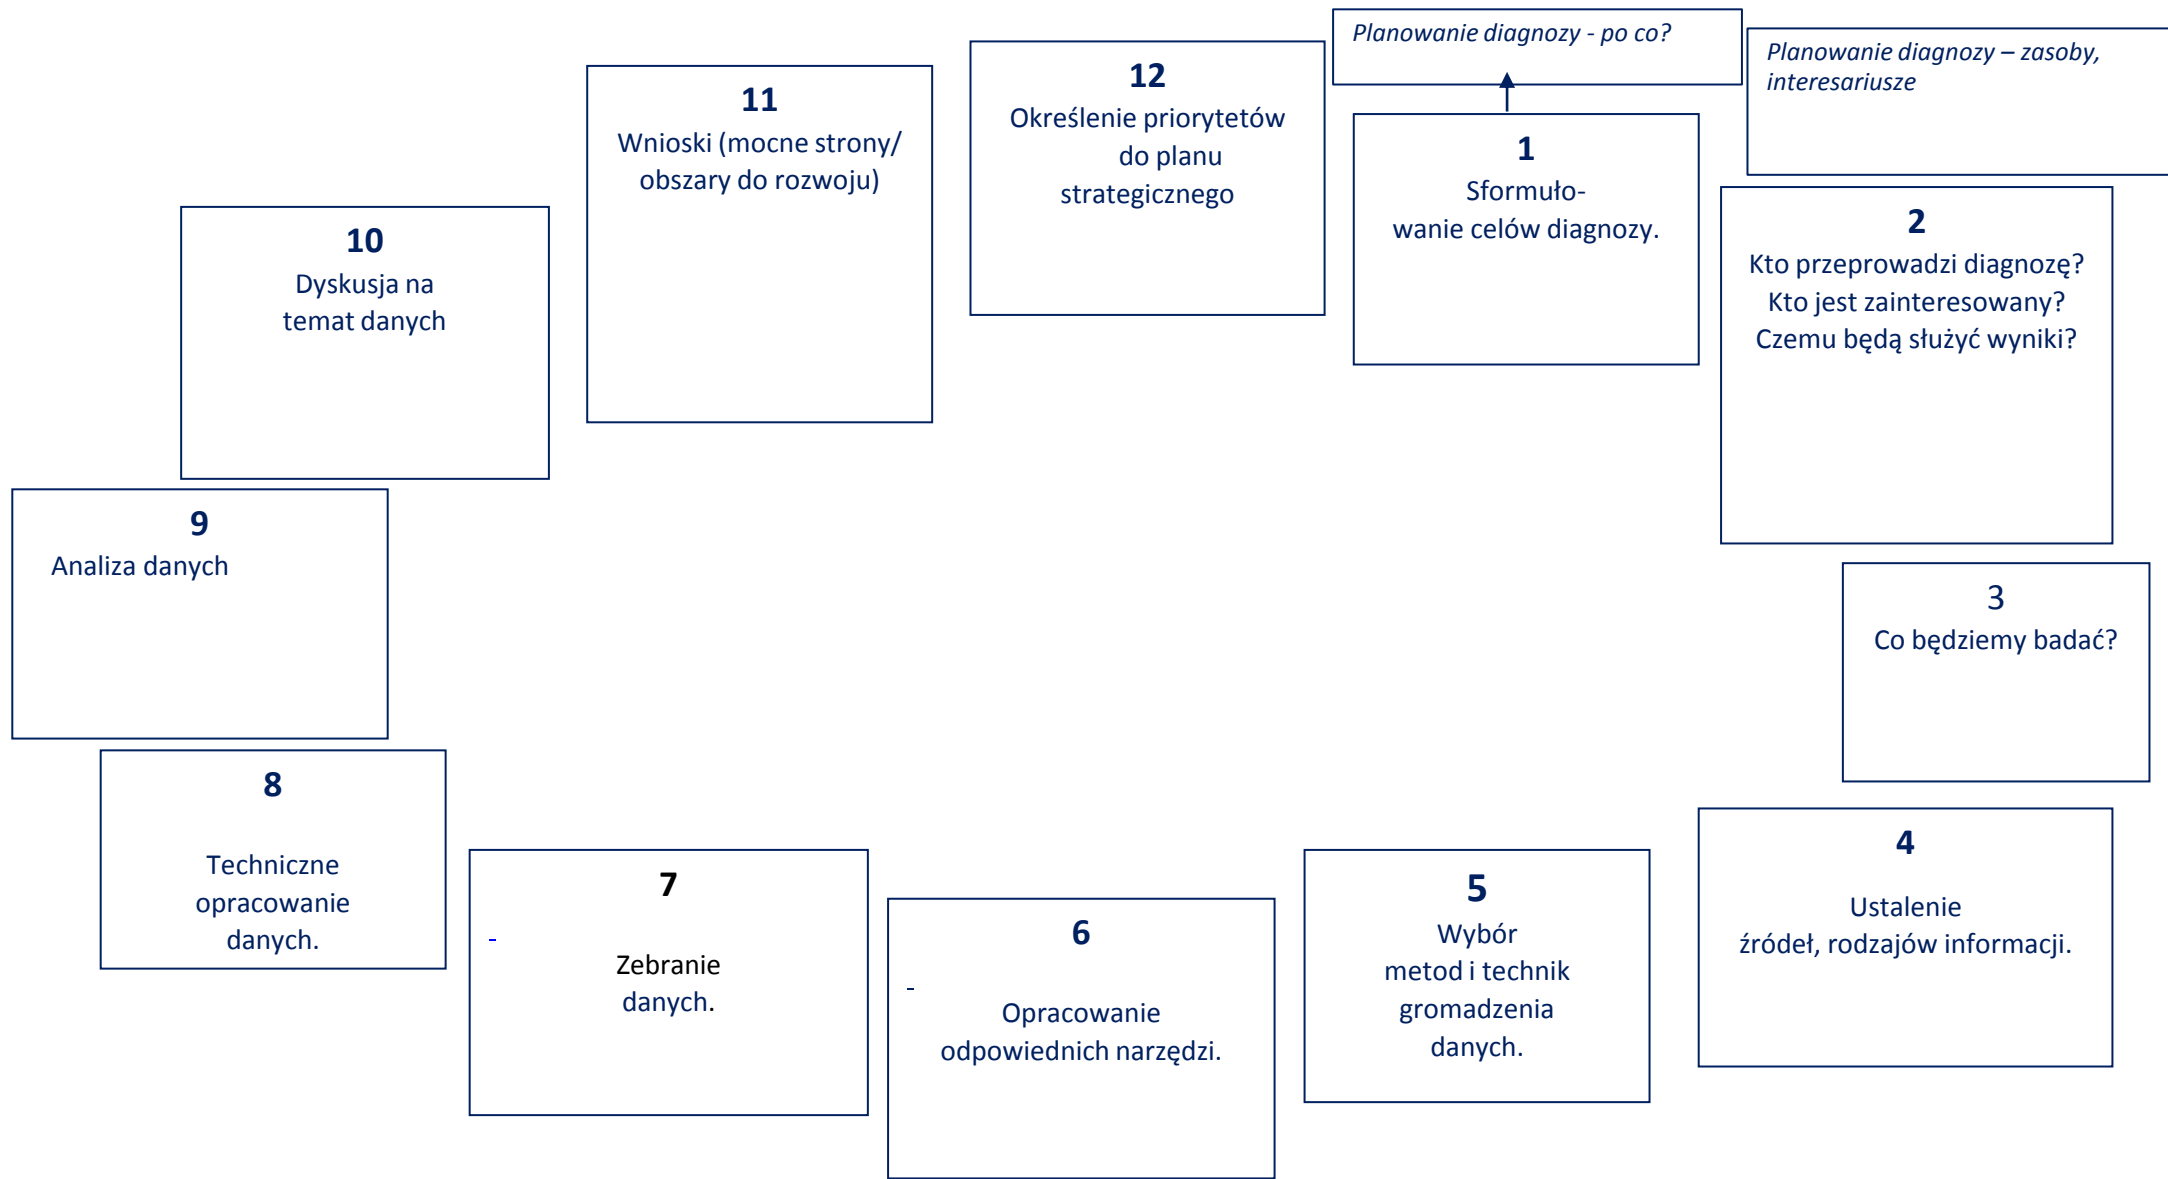 Planowanie diagnozy - po co?
Planowanie diagnozy – zasoby,
interesariusze
1
Sformuło-
wanie celów diagnozy.
2
Kto przeprowadzi diagnozę?
Kto jest zainteresowany?
Czemu będą służyć wyniki?
3
Co będziemy badać?
4
Ustalenie
źródeł, rodzajów informacji.
5
Wybór
metod i technik
gromadzenia
danych.
6
-
Opracowanie
odpowiednich narzędzi.
7
-
Zebranie
danych.
8
Techniczne
opracowanie
danych.
9
Analiza danych
10
Dyskusja na
temat danych
11
Wnioski (mocne strony/
obszary do rozwoju)
12
Określenie priorytetów
do planu
strategicznego